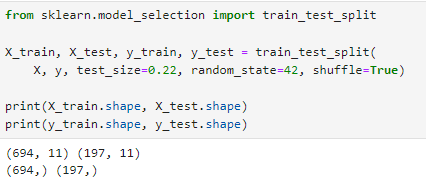 from sklearn.model_selection import train_test_split
X_train, X_test, y_train, y_test = train_test_split(
    X, y, test_size=0.22, random_state=42, shuffle=True)
print(X_train.shape, X_test.shape)
print(y_train.shape, y_test.shape)
(694, 11) (197, 11)
(694,) (197,)